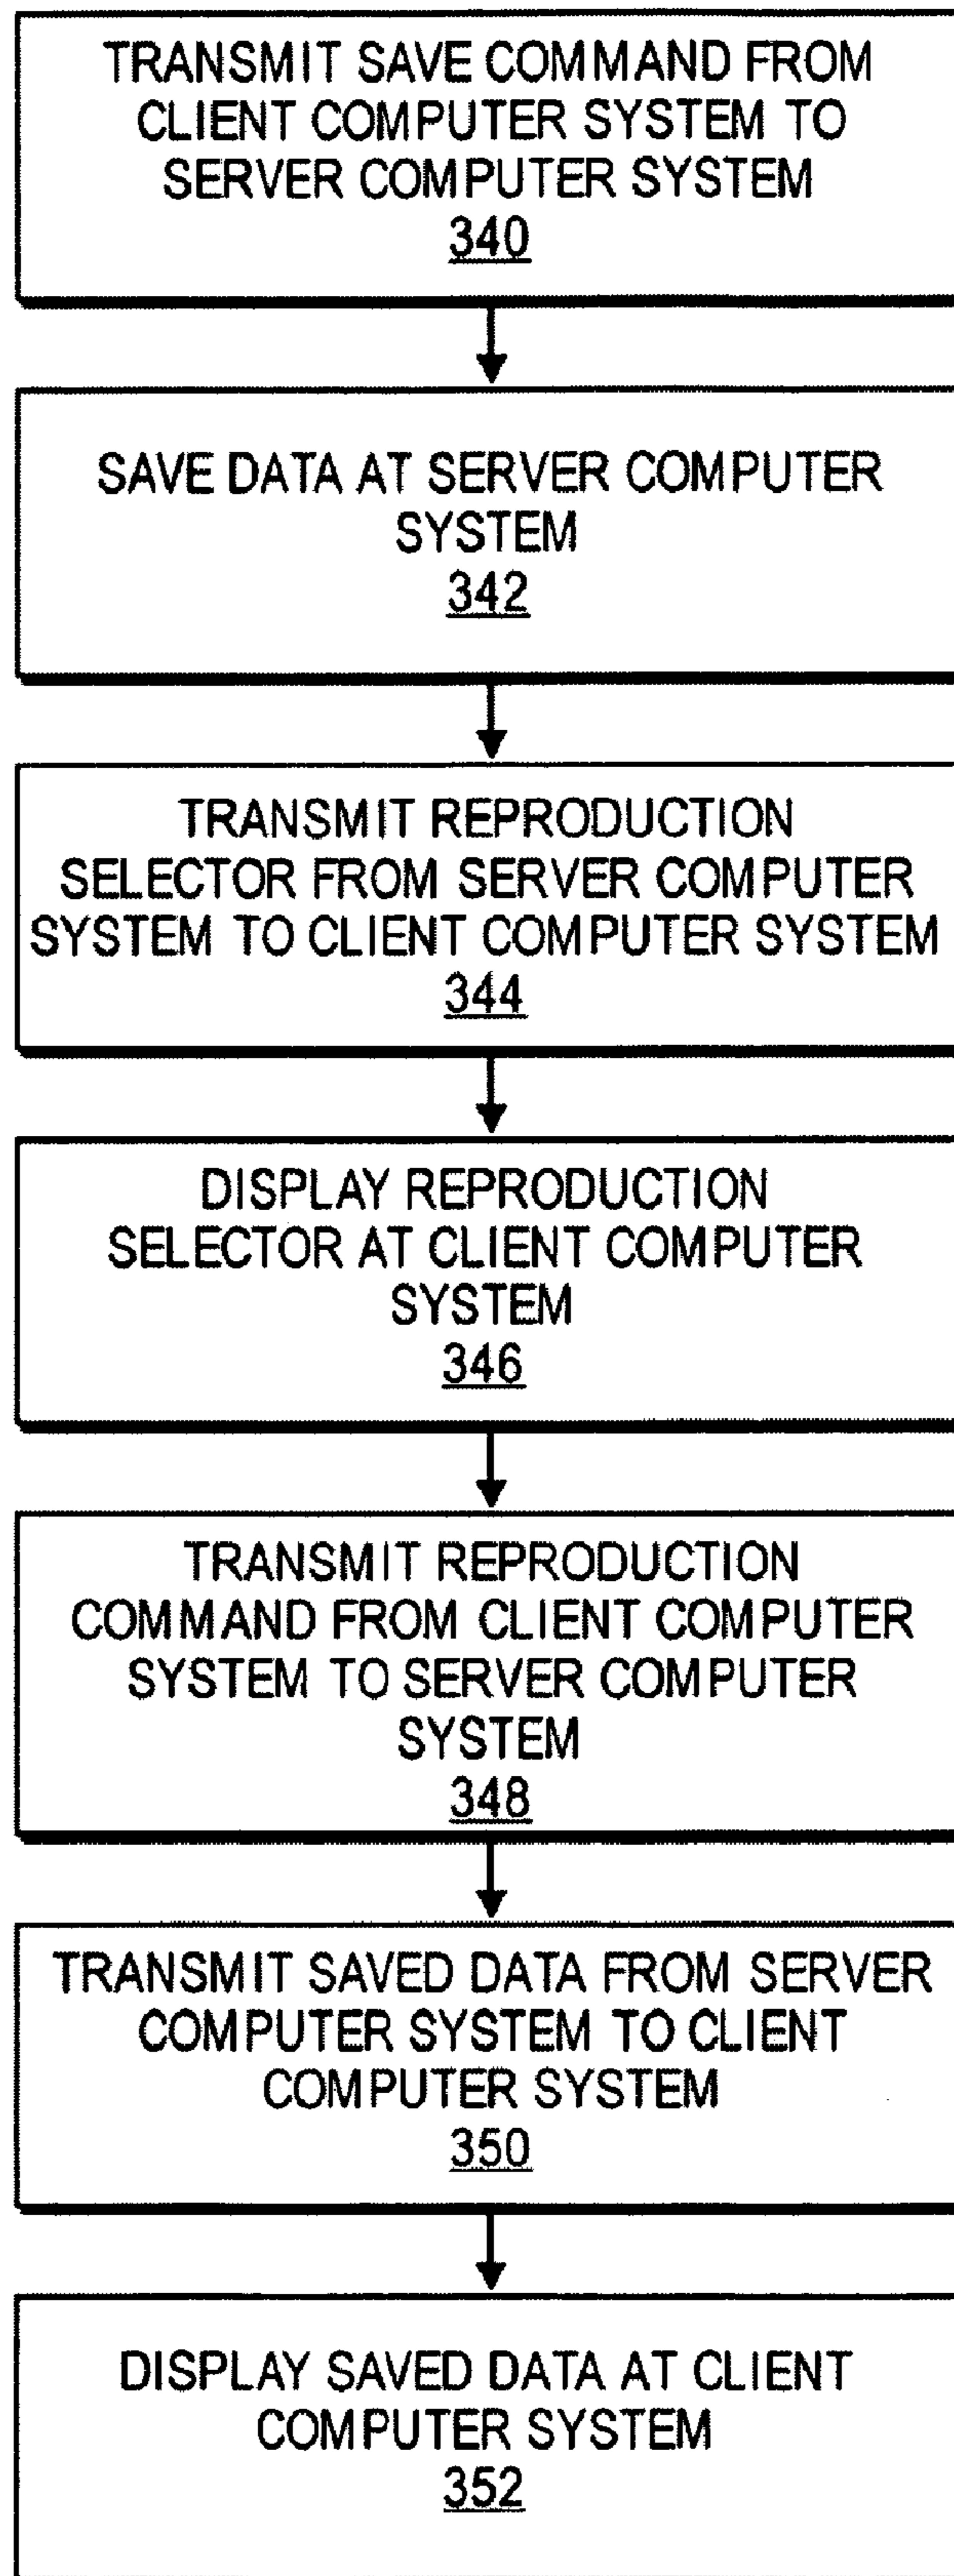 TRANSMIT SAVE COMMAND FROM
CLIENT COMPUTER SYSTEM TO
SERVER COMPUTER SYSTEM
340
SAVE DATA AT SERVER COMPUTER
SYSTEM
342
TRANSMIT REPRODUCTION
SELECTOR FROM SERVER COMPUTER
SYSTEM TO CLIENT COMPUTER SYSTEM
344
DISPLAY REPRODUCTION
SELECTOR AT CLIENT COMPUTER
SYSTEM
346
TRANSMIT REPRODUCTION
COMMAND FROM CLIENT COMPUTER
SYSTEM TO SERVER COMPUTER
SYSTEM
348
TRANSMIT SAVED DATA FROM SERVER
COMPUTER SYSTEM TO CLIENT
COMPUTER SYSTEM
350
DISPLAY SAVED DATA AT CLIENT
COMPUTER SYSTEM
352